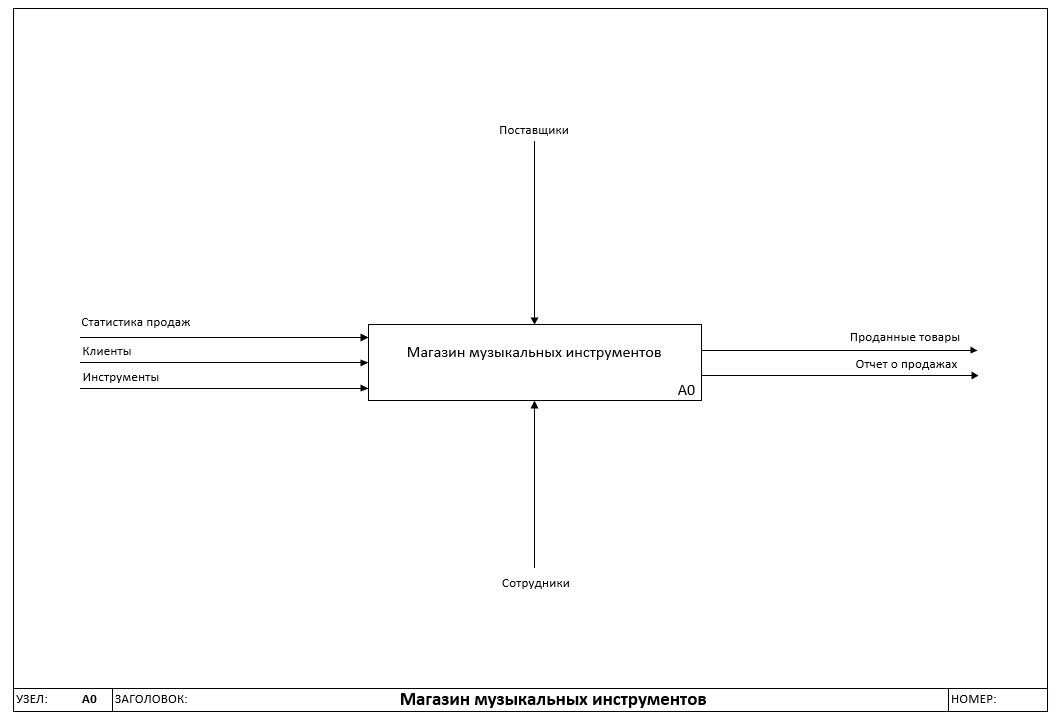 Поставщики
Статистика продаж
Клиенты
Инструменты
Магазин музыкальных инструментов
A0
Проданные товары
Отчет о продажах
Сотрудники
УЗЕЛ: A0 ЗАГОЛОВОК: Магазин музыкальных инструментов НОМЕР: